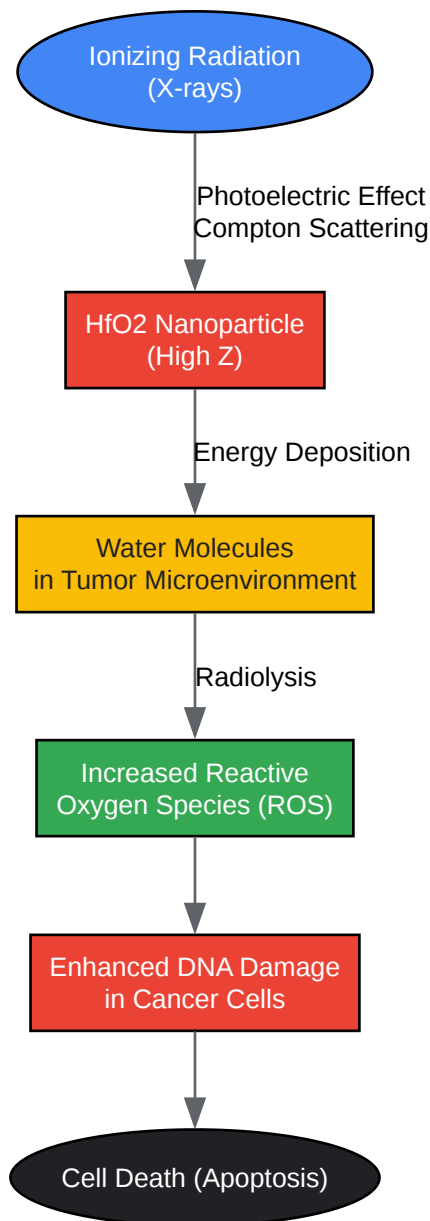 Ionizing Radiation
(X-rays)
Photoelectric Effect
Compton Scattering
HfO2 Nanoparticle
(High Z)
Energy Deposition
Water Molecules
in Tumor Microenvironment
Radiolysis
Increased Reactive
Oxygen Species (ROS)
Enhanced DNA Damage
in Cancer Cells
Cell Death (Apoptosis)